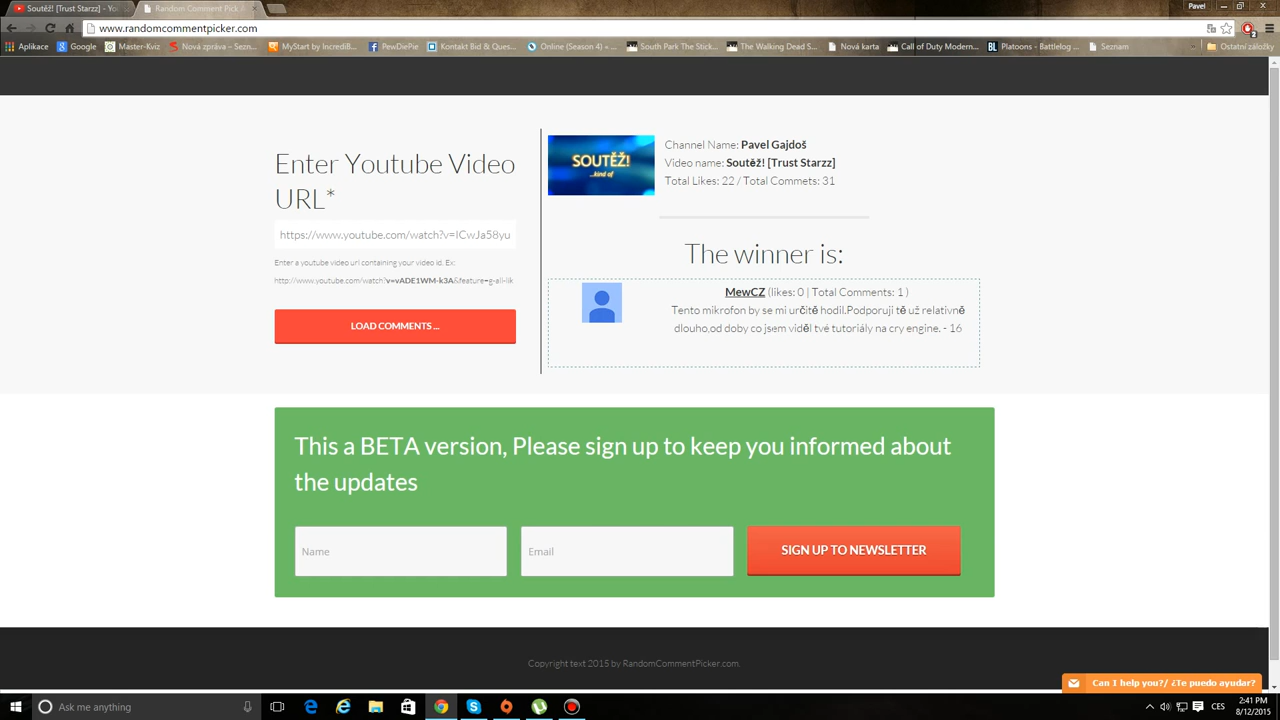 Soutěž! [Trust Starzz] - Yo
Random Comment Pick A
Pavel
www.randomcommentpicker.com
Aplikace
Google
Master-Kviz
Nová zpráva – Sezn...
MyStart by IncrediB...
PewDiePie
Kontakt Bid & Ques...
Online (Season 4) « ...
South Park The Stick...
The Walking Dead S...
Nová karta
Call of Duty Modern...
Platoons - Battlelog ...
Seznam
Ostatní záložky
Enter Youtube Video
URL*
https://www.youtube.com/watch?v=ICwJa58yu
Enter a youtube video url containing your video id. Ex:
http://www.youtube.com/watch?v=vADE1WM-k3A&feature=g-all-lik
LOAD COMMENTS ...
SOUTĚŽ!
...kind of
Channel Name: Pavel Gajdoš
Video name: Soutěž! [Trust Starzz]
Total Likes: 22 / Total Commets: 31
The winner is:
MewCZ (likes: 0 | Total Comments: 1 )
Tento mikrofon by se mi určitě hodil.Podporuji tě už relativně
dlouho,od doby co jsem viděl tvé tutoriály na cry engine. - 16
This a BETA version, Please sign up to keep you informed about
the updates
Name
Email
SIGN UP TO NEWSLETTER
Copyright text 2015 by RandomCommentPicker.com.
Can I help you?/ ¿Te puedo ayudar?
Ask me anything
CES
2:41 PM
8/12/2015